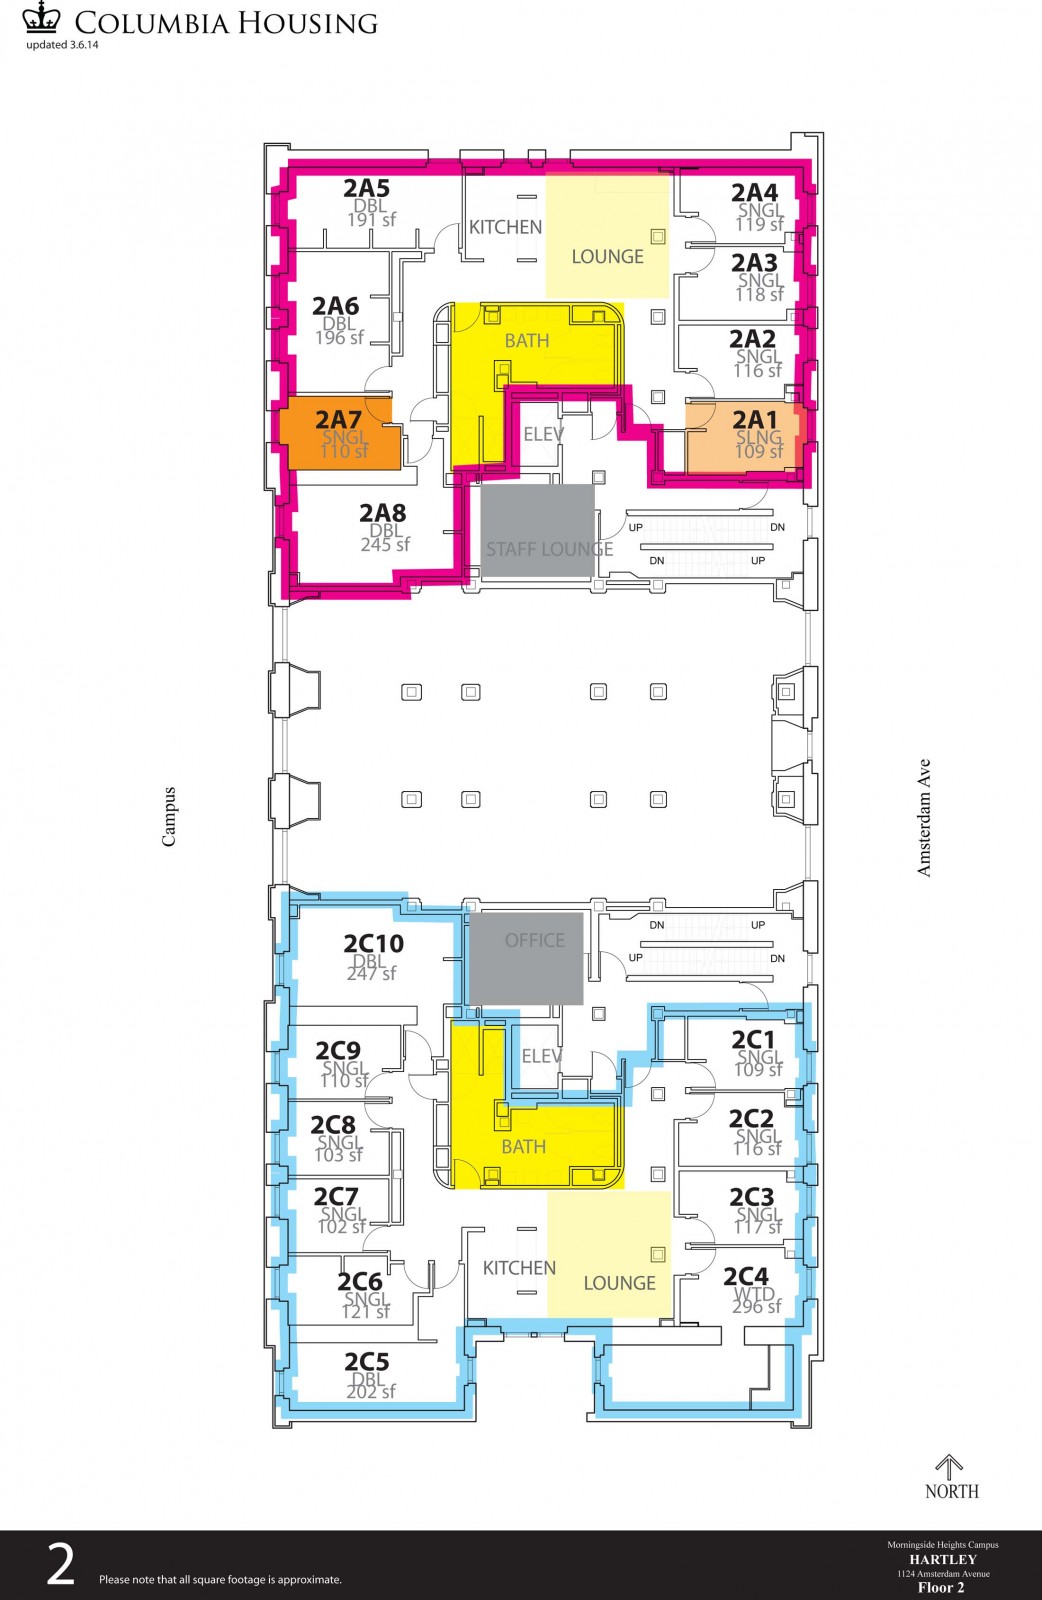 COLUMBIA HOUSING
updated 3.6.14
2A5
DBL
191 sf
KITCHEN
LOUNGE
2A4
SNGL
119 sf
2A3
SNGL
118 sf
2A6
DBL
196 sf
BATH
2A2
SNGL
116 sf
2A7
SNGL
110 sf
ELEV
2A1
SLNG
109 sf
2A8
DBL
245 sf
STAFF LOUNGE
UP
DN
DN
UP
Campus
Amsterdam Ave
2C10
DBL
247 sf
OFFICE
DN
UP
UP
DN
2C9
SNGL
110 sf
ELEV
2C1
SNGL
109 sf
2C8
SNGL
103 sf
BATH
2C2
SNGL
116 sf
2C7
SNGL
102 sf
2C3
SNGL
117 sf
2C6
SNGL
121 sf
KITCHEN
LOUNGE
2C4
WTD
296 sf
2C5
DBL
202 sf
NORTH
2
Please note that all square footage is approximate.
Morningside Heights Campus
HARTLEY
1124 Amsterdam Avenue
Floor 2